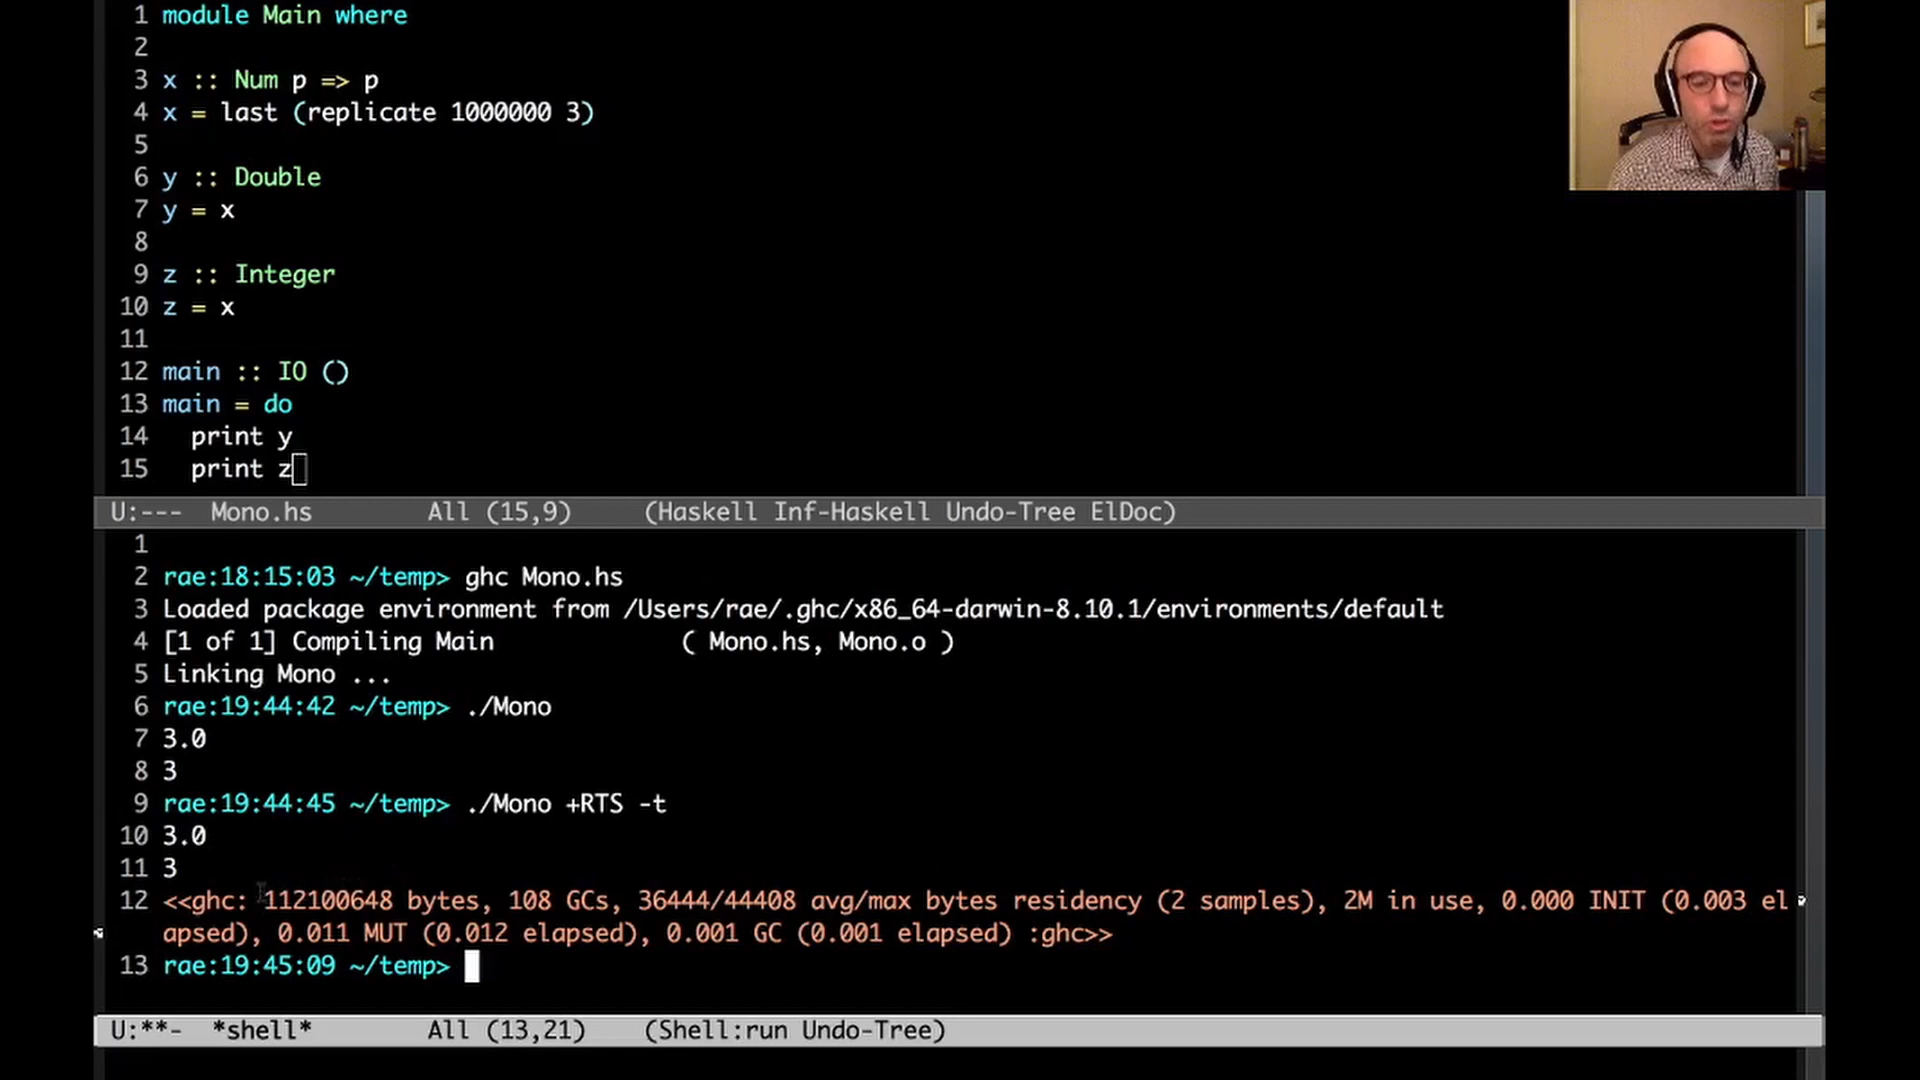 1 module Main where
2
3 x :: Num p => p
4 x = last (replicate 1000000 3)
5
6 y :: Double
7 y = x
8
9 z :: Integer
10 z = x
11
12 main :: IO ()
13 main = do
14   print y
15   print z
U:---  Mono.hs        All (15,9)     (Haskell Inf-Haskell Undo-Tree ElDoc)
1
2 rae:18:15:03 ~/temp> ghc Mono.hs
3 Loaded package environment from /Users/rae/.ghc/x86_64-darwin-8.10.1/environments/default
4 [1 of 1] Compiling Main             ( Mono.hs, Mono.o )
5 Linking Mono ...
6 rae:19:44:42 ~/temp> ./Mono
7 3.0
8 3
9 rae:19:44:45 ~/temp> ./Mono +RTS -t
10 3.0
11 3
12 <<ghc: 112100648 bytes, 108 GCs, 36444/44408 avg/max bytes residency (2 samples), 2M in use, 0.000 INIT (0.003 el
apsed), 0.011 MUT (0.012 elapsed), 0.001 GC (0.001 elapsed) :ghc>>
13 rae:19:45:09 ~/temp>
U:**-  *shell*        All (13,21)     (Shell:run Undo-Tree)